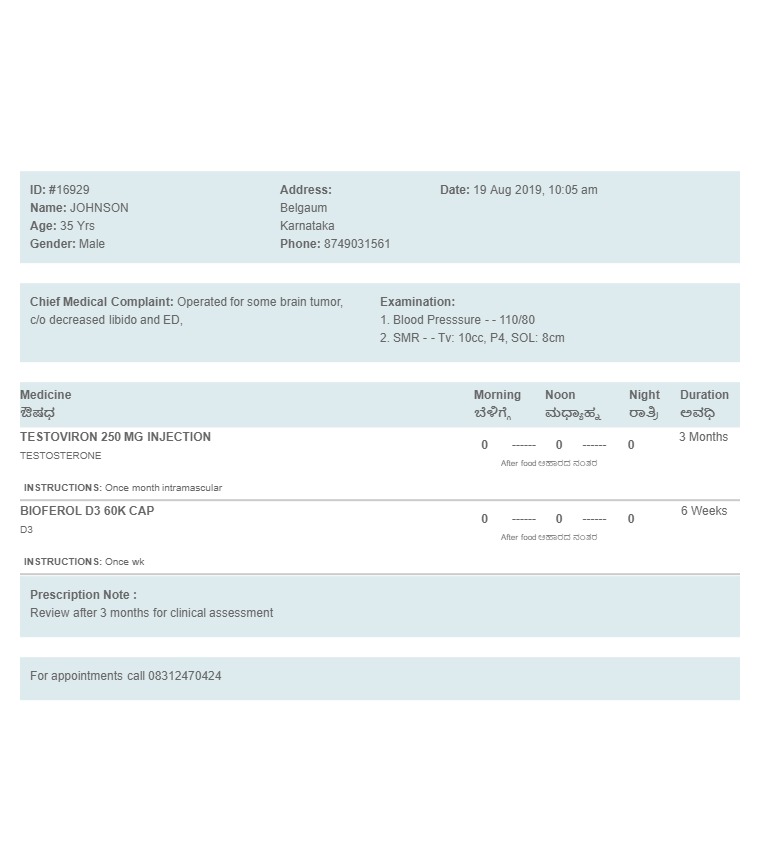 ID: #16929
Name: JOHNSON
Age: 35 Yrs
Gender: Male
Address:
Belgaum
Karnataka
Phone: 8749031561
Date: 19 Aug 2019, 10:05 am
Chief Medical Complaint: Operated for some brain tumor,
c/o decreased libido and ED,
Examination:
1. Blood Presssure - - 110/80
2. SMR - - Tv: 10cc, P4, SOL: 8cm
Medicine Morning Noon Night Duration
ಔಷಧ ಬೆಳಿಗ್ಗೆ ಮಧ್ಯಾಹ್ನ ರಾತ್ರಿ ಅವಧಿ
TESTOVIRON 250 MG INJECTION 0 ------ 0 ------ 0 3 Months
TESTOSTERONE After food ಆಹಾರದ ನಂತರ
INSTRUCTIONS: Once month intramascular
BIOFEROL D3 60K CAP 0 ------ 0 ------ 0 6 Weeks
D3 After food ಆಹಾರದ ನಂತರ
INSTRUCTIONS: Once wk
Prescription Note :
Review after 3 months for clinical assessment
For appointments call 08312470424